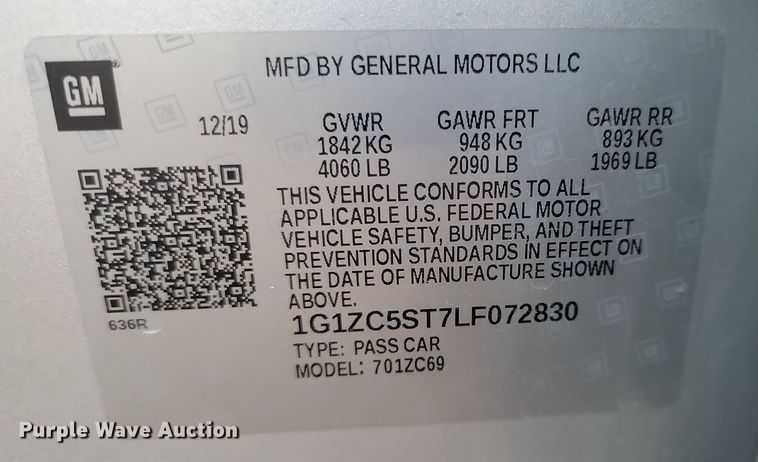 GM
MFD BY GENERAL MOTORS LLC
12/19
GVWR GAWR FRT GAWR RR
1842 KG 948 KG 893 KG
4060 LB 2090 LB 1969 LB
THIS VEHICLE CONFORMS TO ALL
APPLICABLE U.S. FEDERAL MOTOR
VEHICLE SAFETY, BUMPER, AND THEFT
PREVENTION STANDARDS IN EFFECT ON
THE DATE OF MANUFACTURE SHOWN
ABOVE.
636R
1G1ZC5ST7LF072830
TYPE: PASS CAR
MODEL: 701ZC69
Purple Wave Auction